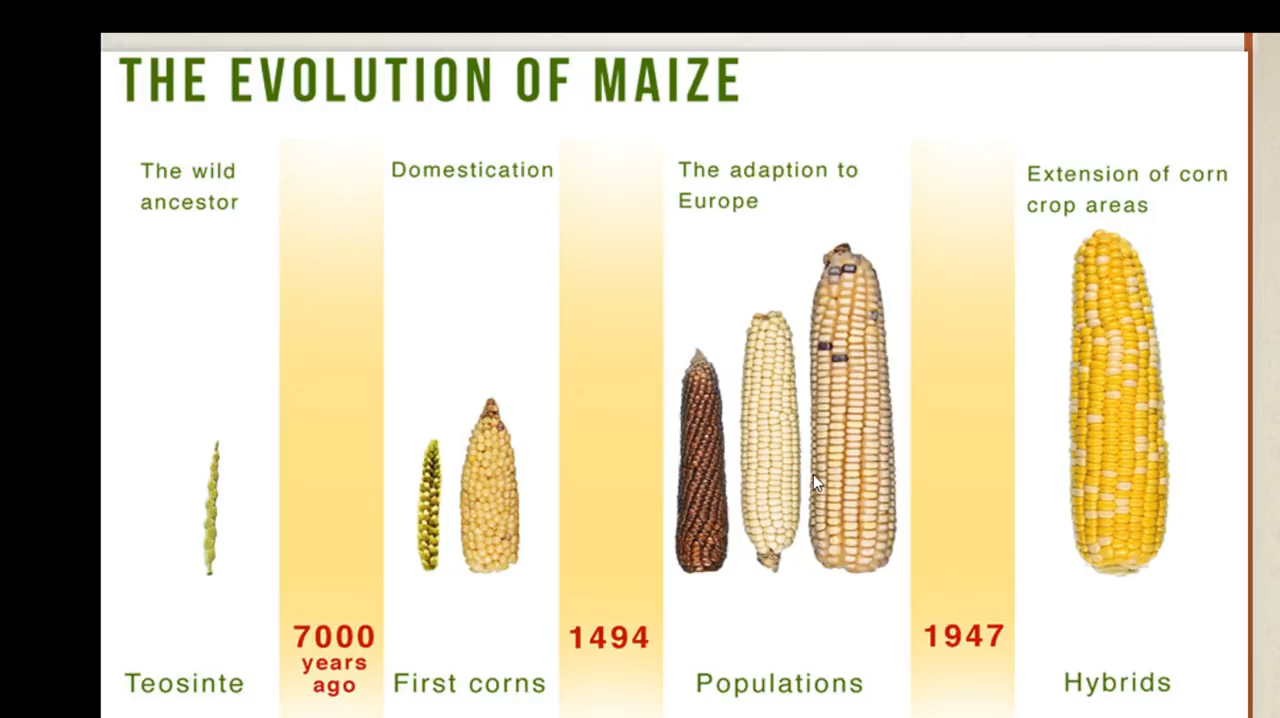 THE EVOLUTION OF MAIZE
The wild
ancestor
Domestication
The adaption to
Europe
Extension of corn
crop areas
7000
years
ago
1494
1947
Teosinte
First corns
Populations
Hybrids